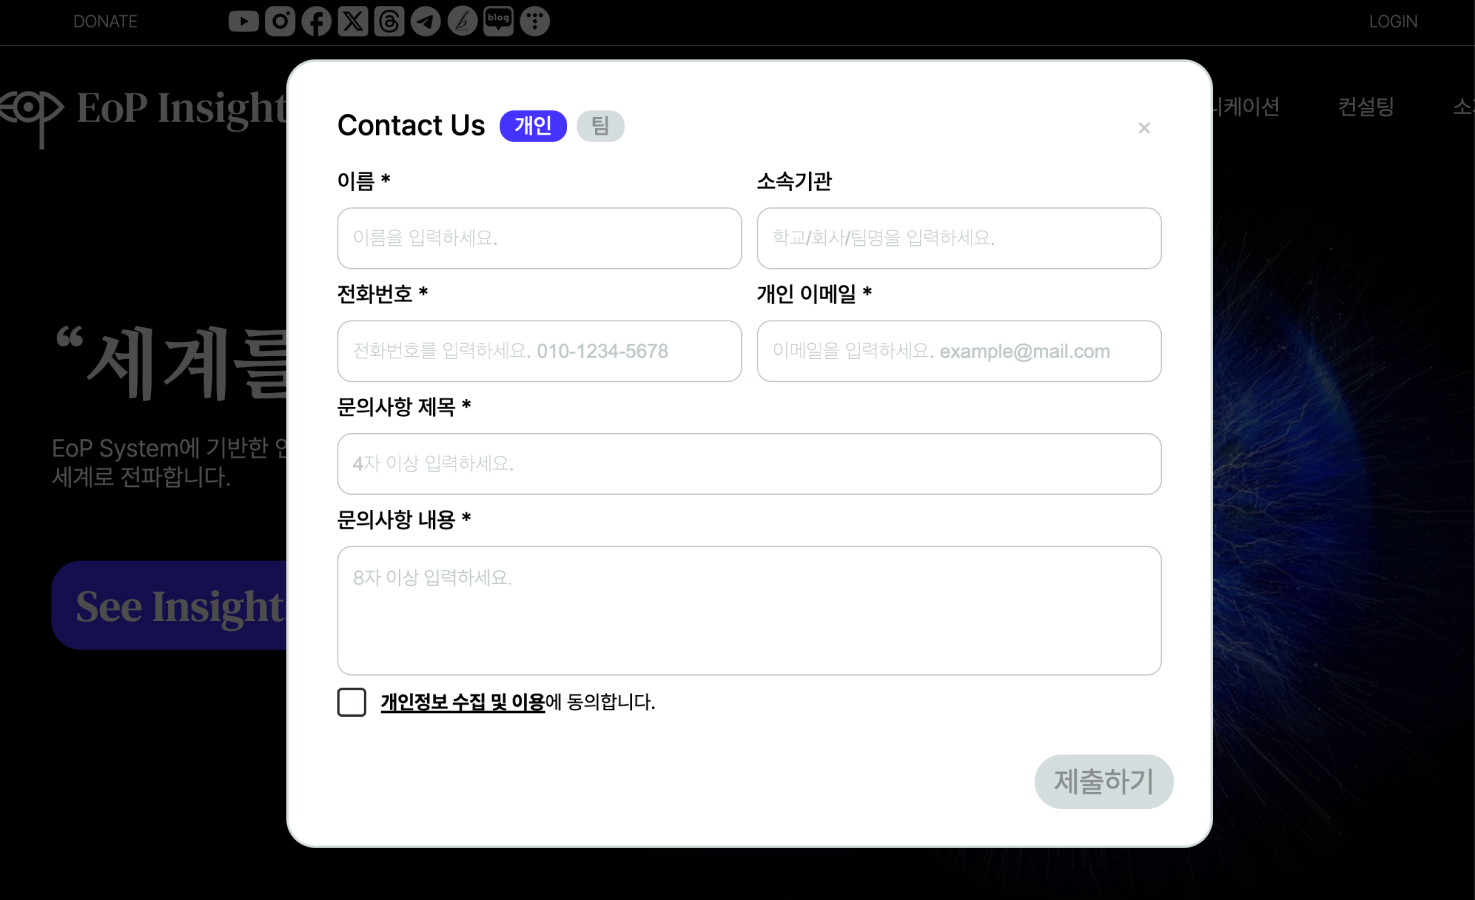 DONATE
blog
LOGIN
EoP Insight
컨설팅
Contact Us 개인 팀
×
이름 * 소속기관
이름을 입력하세요. 학교/회사/팀명을 입력하세요.
전화번호 * 개인 이메일 *
전화번호를 입력하세요. 010-1234-5678 이메일을 입력하세요. example@mail.com
문의사항 제목 *
4자 이상 입력하세요.
문의사항 내용 *
8자 이상 입력하세요.
개인정보 수집 및 이용에 동의합니다.
제출하기
“세계를
EoP System에 기반한
세계로 전파합니다.
See Insight